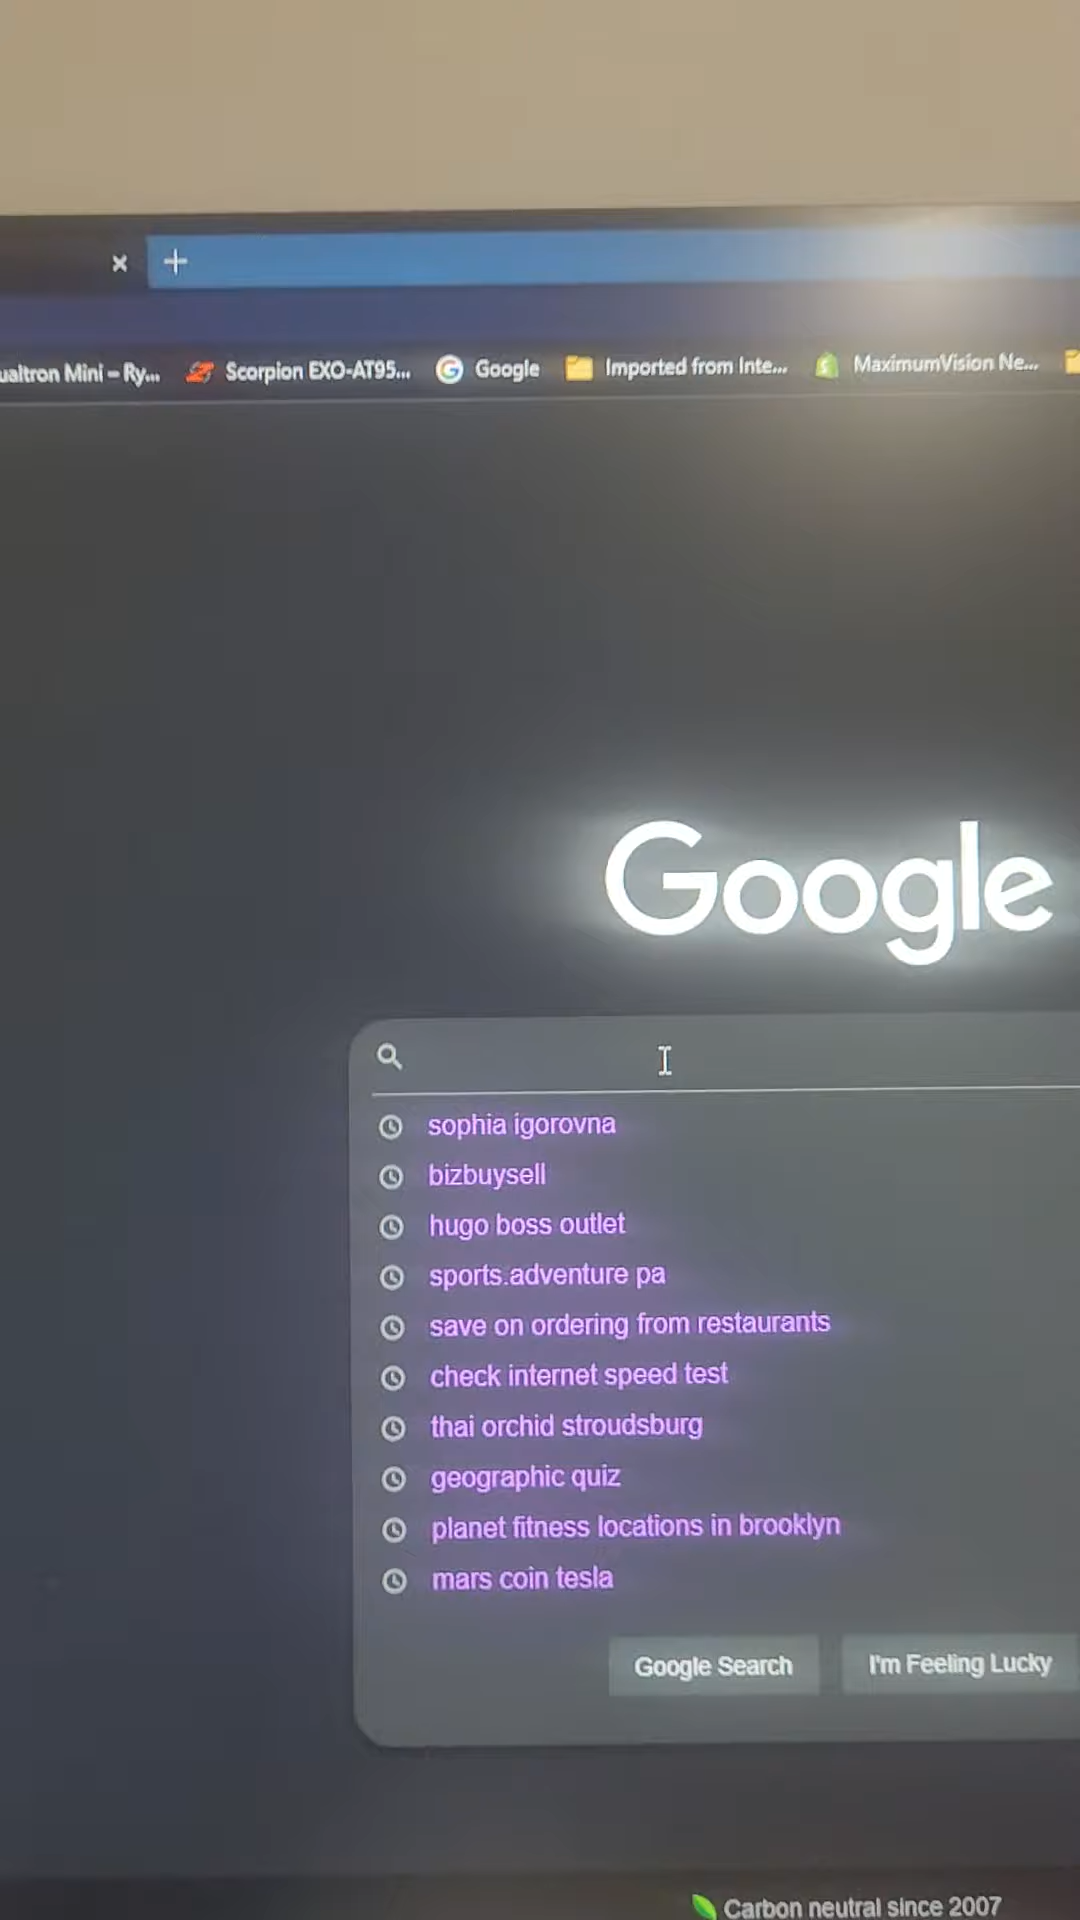 ualtron Mini – Ry... Scorpion EXO-AT95... Google Imported from Inte... MaximumVision Ne...
Google
sophia igorovna
bizbuysell
hugo boss outlet
sports.adventure pa
save on ordering from restaurants
check internet speed test
thai orchid stroudsburg
geographic quiz
planet fitness locations in brooklyn
mars coin tesla
Google Search I'm Feeling Lucky
Carbon neutral since 2007